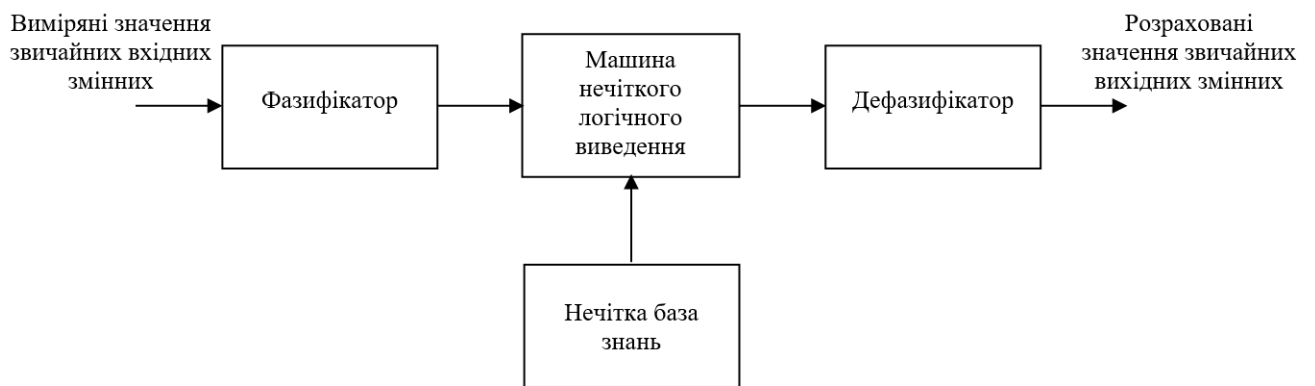 Виміряні значення
звичайних вхідних
змінних
Фазифікатор
Машина
нечіткого
логічного
виведення
Дефазифікатор
Розраховані
значення звичайних
вихідних змінних
Нечітка база
знань